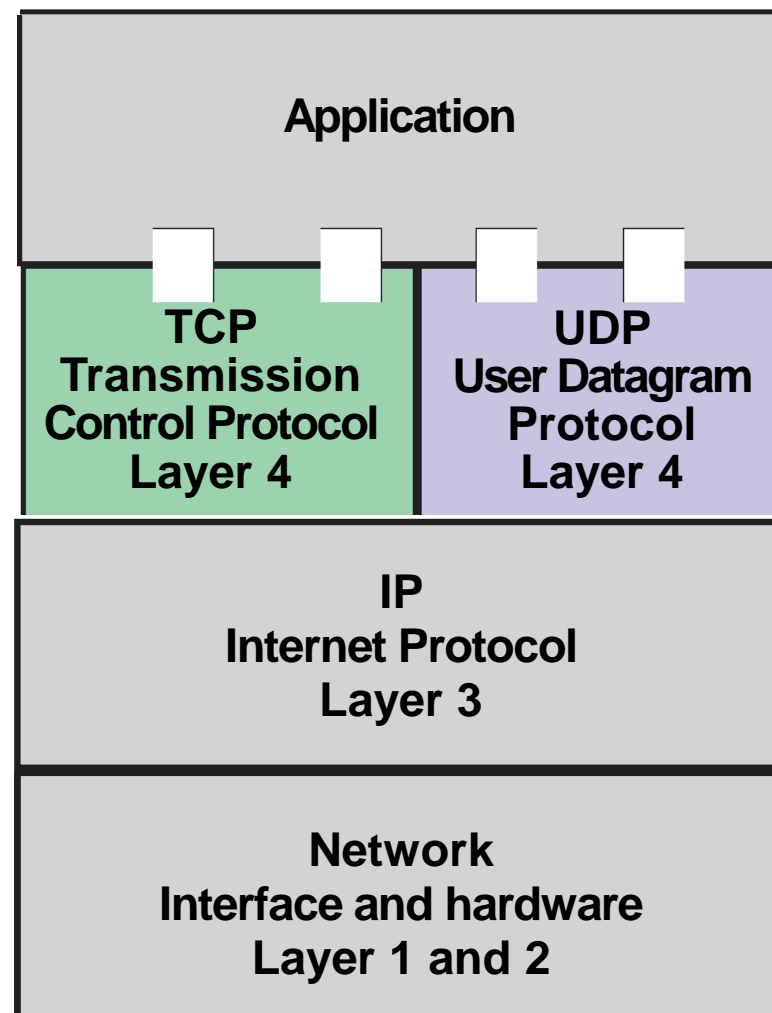 Application
TCP
Transmission
Control Protocol
Layer 4
UDP
User Datagram
Protocol
Layer 4
IP
Internet Protocol
Layer 3
Network
Interface and hardware
Layer 1 and 2